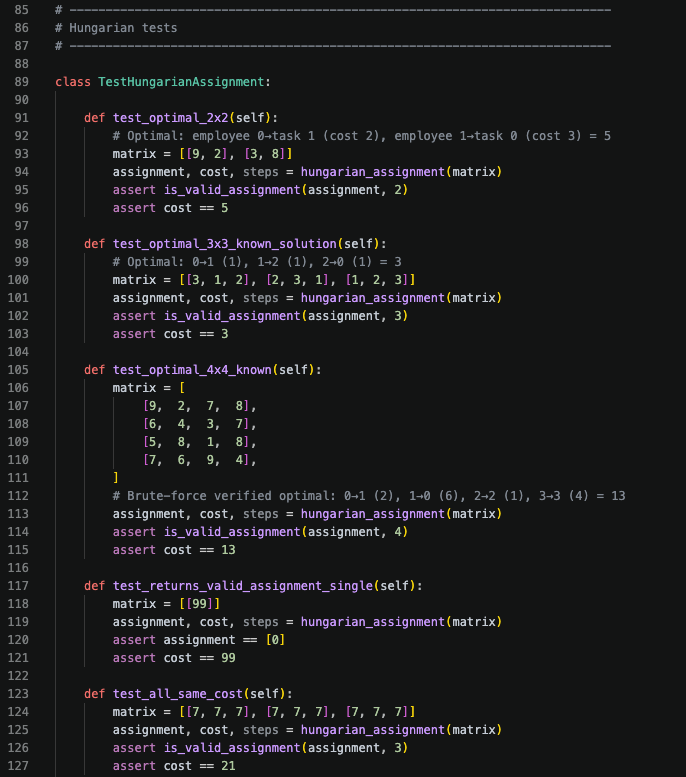 85 # ---------------------------------------------------------------------------
86 # Hungarian tests
87 # ---------------------------------------------------------------------------
88
89 class TestHungarianAssignment:
90
91     def test_optimal_2x2(self):
92         # Optimal: employee 0→task 1 (cost 2), employee 1→task 0 (cost 3) = 5
93         matrix = [[9, 2], [3, 8]]
94         assignment, cost, steps = hungarian_assignment(matrix)
95         assert is_valid_assignment(assignment, 2)
96         assert cost == 5
97
98     def test_optimal_3x3_known_solution(self):
99         # Optimal: 0→1 (1), 1→2 (1), 2→0 (1) = 3
100         matrix = [[3, 1, 2], [2, 3, 1], [1, 2, 3]]
101         assignment, cost, steps = hungarian_assignment(matrix)
102         assert is_valid_assignment(assignment, 3)
103         assert cost == 3
104
105     def test_optimal_4x4_known(self):
106         matrix = [
107             [9,  2,  7,  8],
108             [6,  4,  3,  7],
109             [5,  8,  1,  8],
110             [7,  6,  9,  4],
111         ]
112         # Brute-force verified optimal: 0→1 (2), 1→0 (6), 2→2 (1), 3→3 (4) = 13
113         assignment, cost, steps = hungarian_assignment(matrix)
114         assert is_valid_assignment(assignment, 4)
115         assert cost == 13
116
117     def test_returns_valid_assignment_single(self):
118         matrix = [[99]]
119         assignment, cost, steps = hungarian_assignment(matrix)
120         assert assignment == [0]
121         assert cost == 99
122
123     def test_all_same_cost(self):
124         matrix = [[7, 7, 7], [7, 7, 7], [7, 7, 7]]
125         assignment, cost, steps = hungarian_assignment(matrix)
126         assert is_valid_assignment(assignment, 3)
127         assert cost == 21